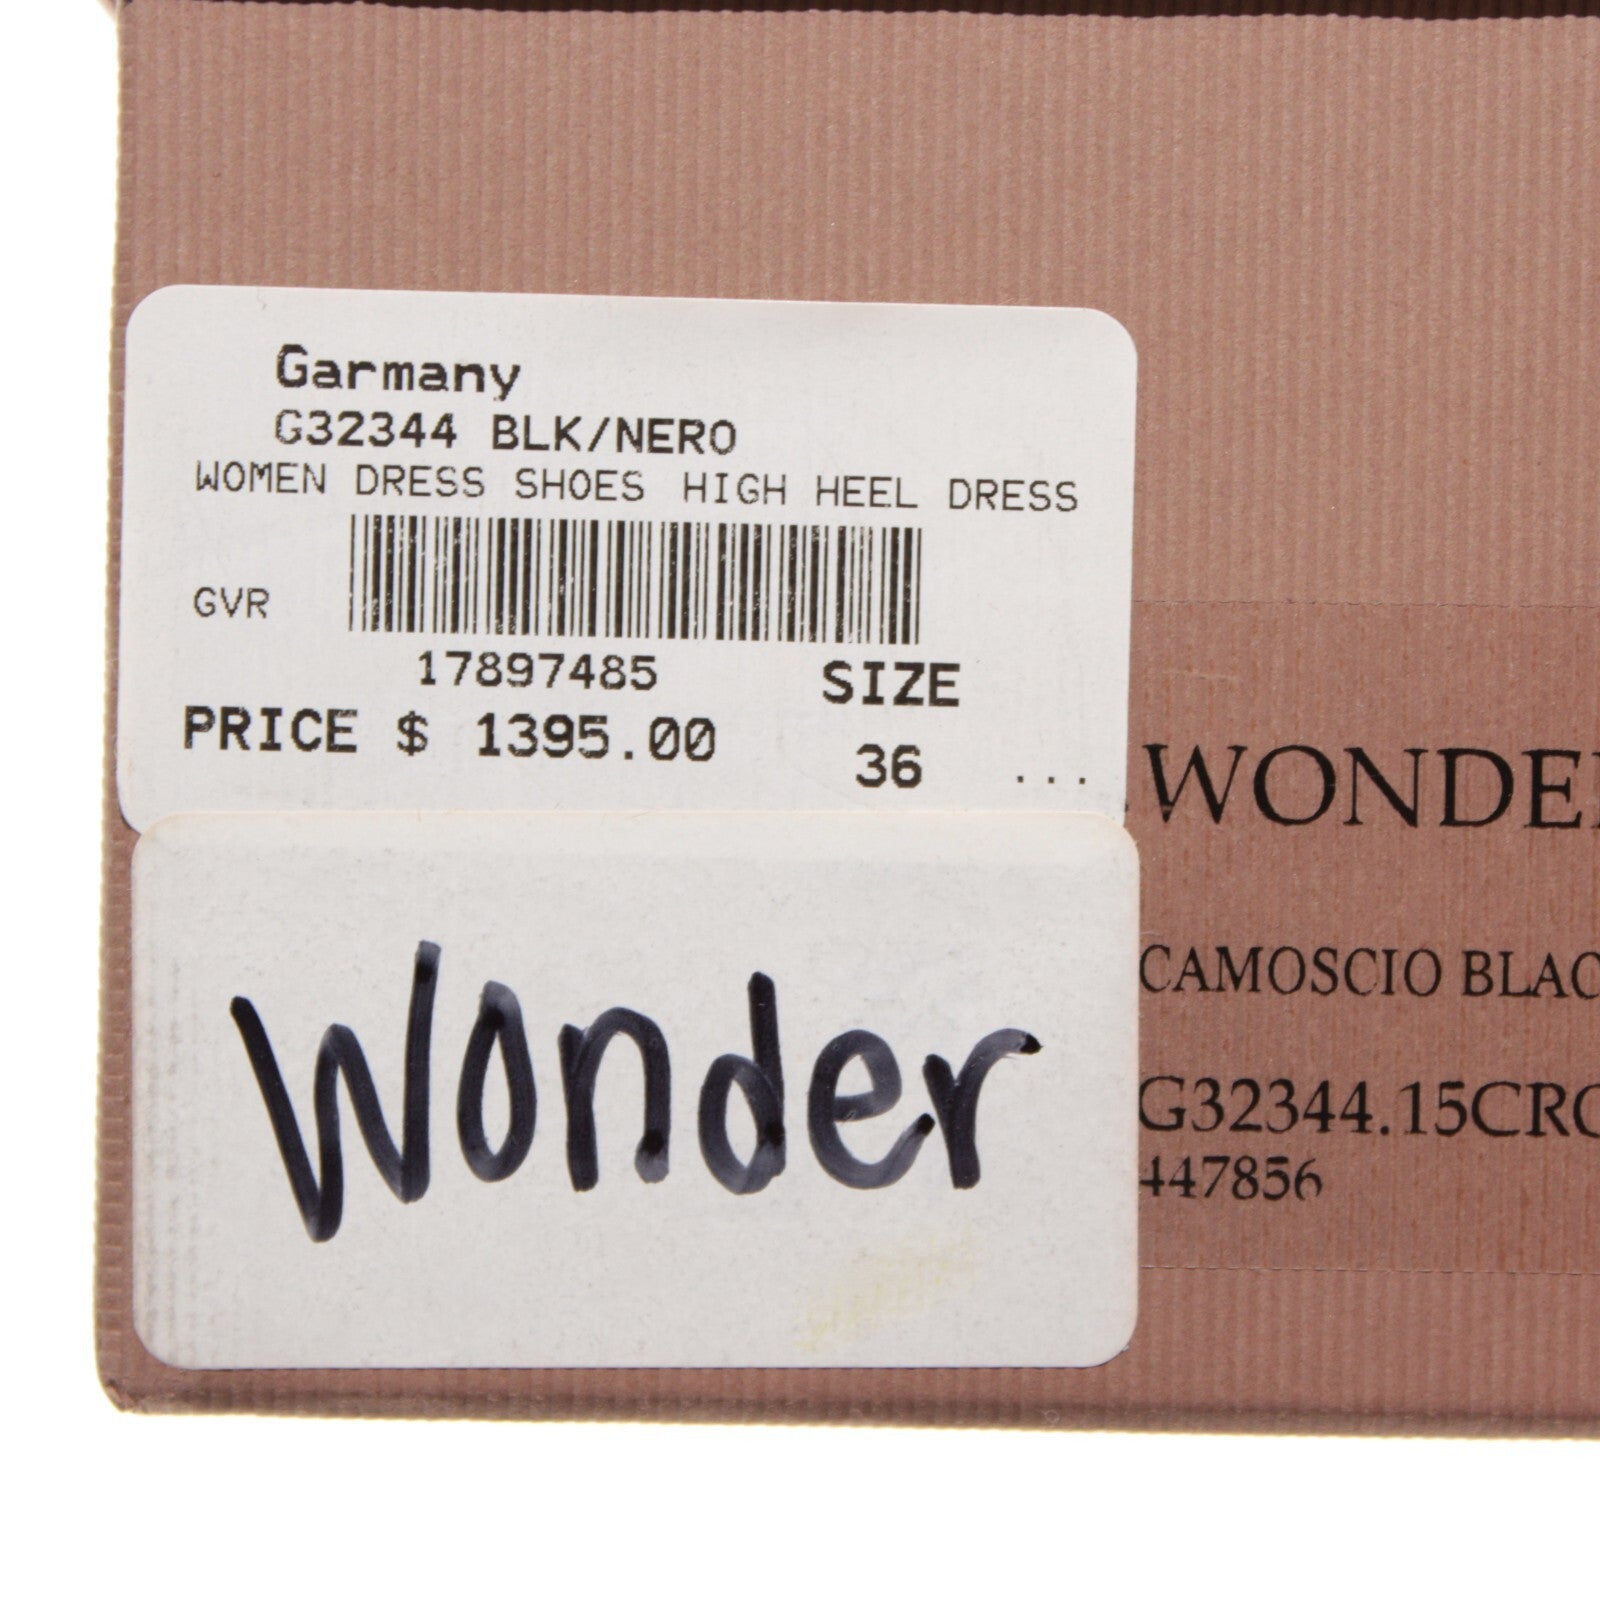 Garmany
G32344 BLK/NERO
WOMEN DRESS SHOES HIGH HEEL DRESS
GVR
17897485
SIZE
PRICE $ 1395.00
36 ...
WONDE
Wonder
CAMOSCIO BLAC
G32344.15CRO
447856